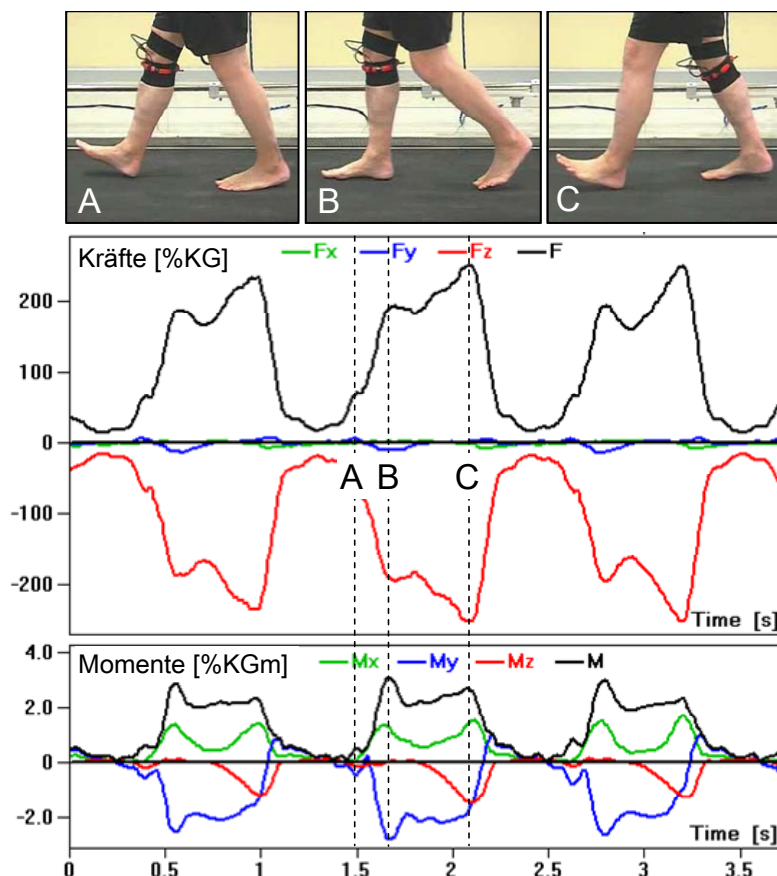 A B C
Kräfte [%KG] Fx Fy Fz F
200
100
0
A B C
-100
-200
Time [s]
4.0
Momente [%KGm] Mx My Mz M
2.0
0
-2.0
Time [s]
0 0.5 1 1.5 2 2.5 3 3.5